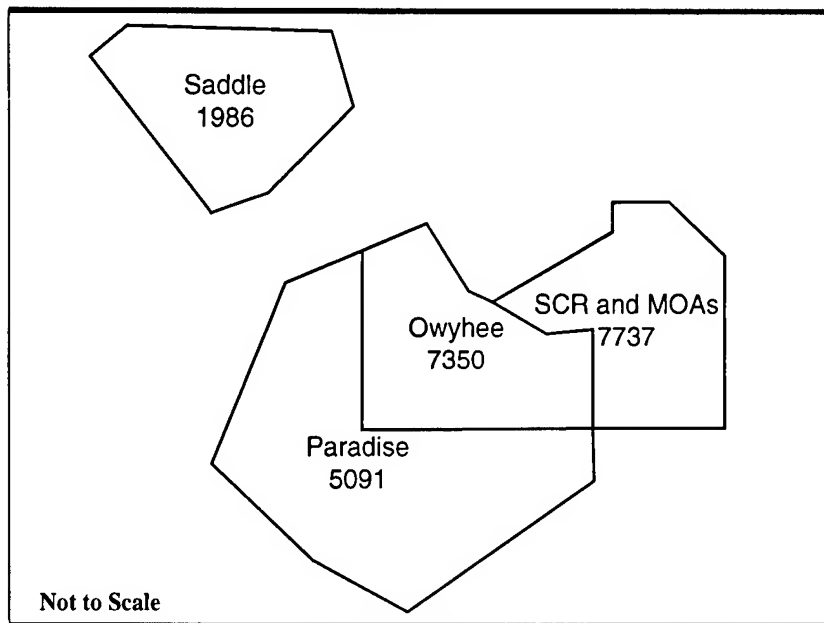 Saddle
1986
SCR and MOAs
7737
Owyhee
7350
Paradise
5091
Not to Scale